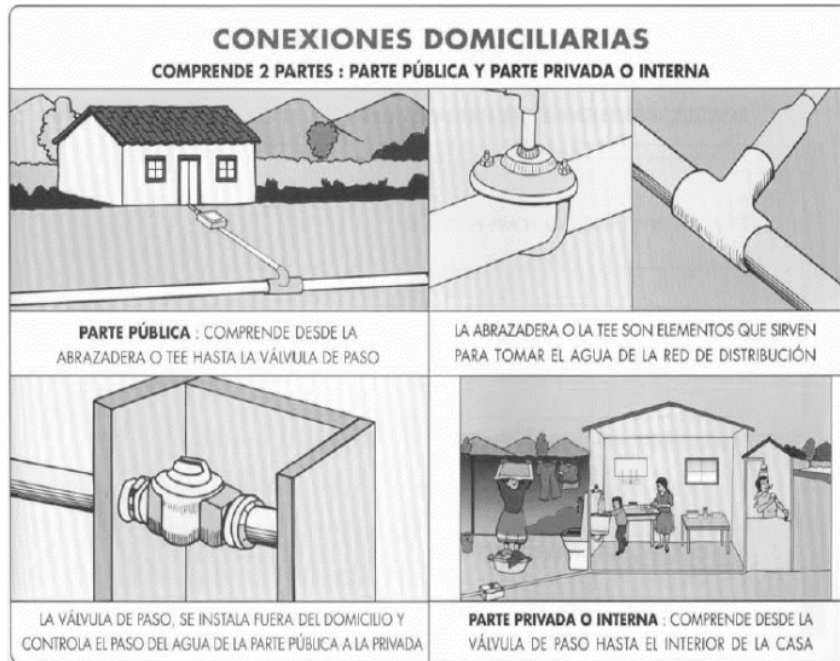 CONEXIONES DOMICILIARIAS
COMPRENDE 2 PARTES : PARTE PÚBLICA Y PARTE PRIVADA O INTERNA
PARTE PÚBLICA : COMPRENDE DESDE LA
ABRAZADERA O TEE HASTA LA VÁLVULA DE PASO
LA ABRAZADERA O LA TEE SON ELEMENTOS QUE SIRVEN
PARA TOMAR EL AGUA DE LA RED DE DISTRIBUCIÓN
LA VÁLVULA DE PASO, SE INSTALA FUERA DEL DOMICILIO Y
CONTROLA EL PASO DEL AGUA DE LA PARTE PÚBLICA A LA PRIVADA
PARTE PRIVADA O INTERNA : COMPRENDE DESDE LA
VÁLVULA DE PASO HASTA EL INTERIOR DE LA CASA